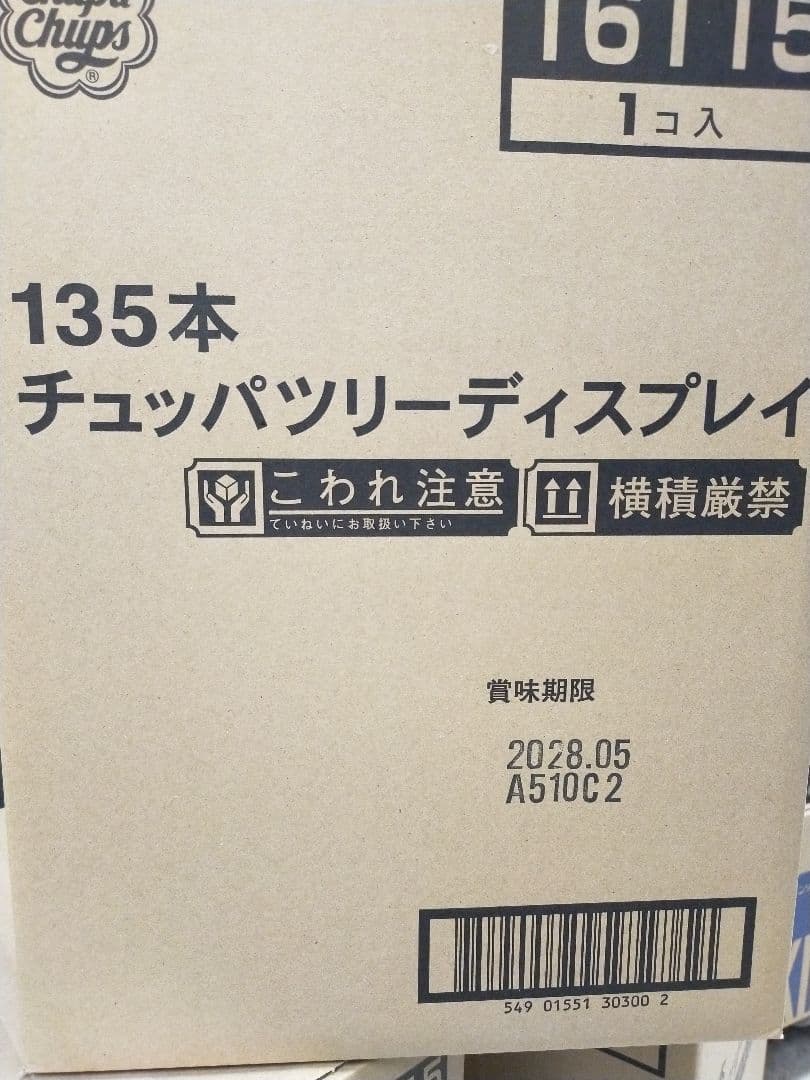 Chups
®
16115
1コ入
135本
チュッパツリーディスプレイ
こわれ注意
ていねいにお取扱い下さい
横積厳禁
賞味期限
2028.05
A510C2
549 01551 30300 2